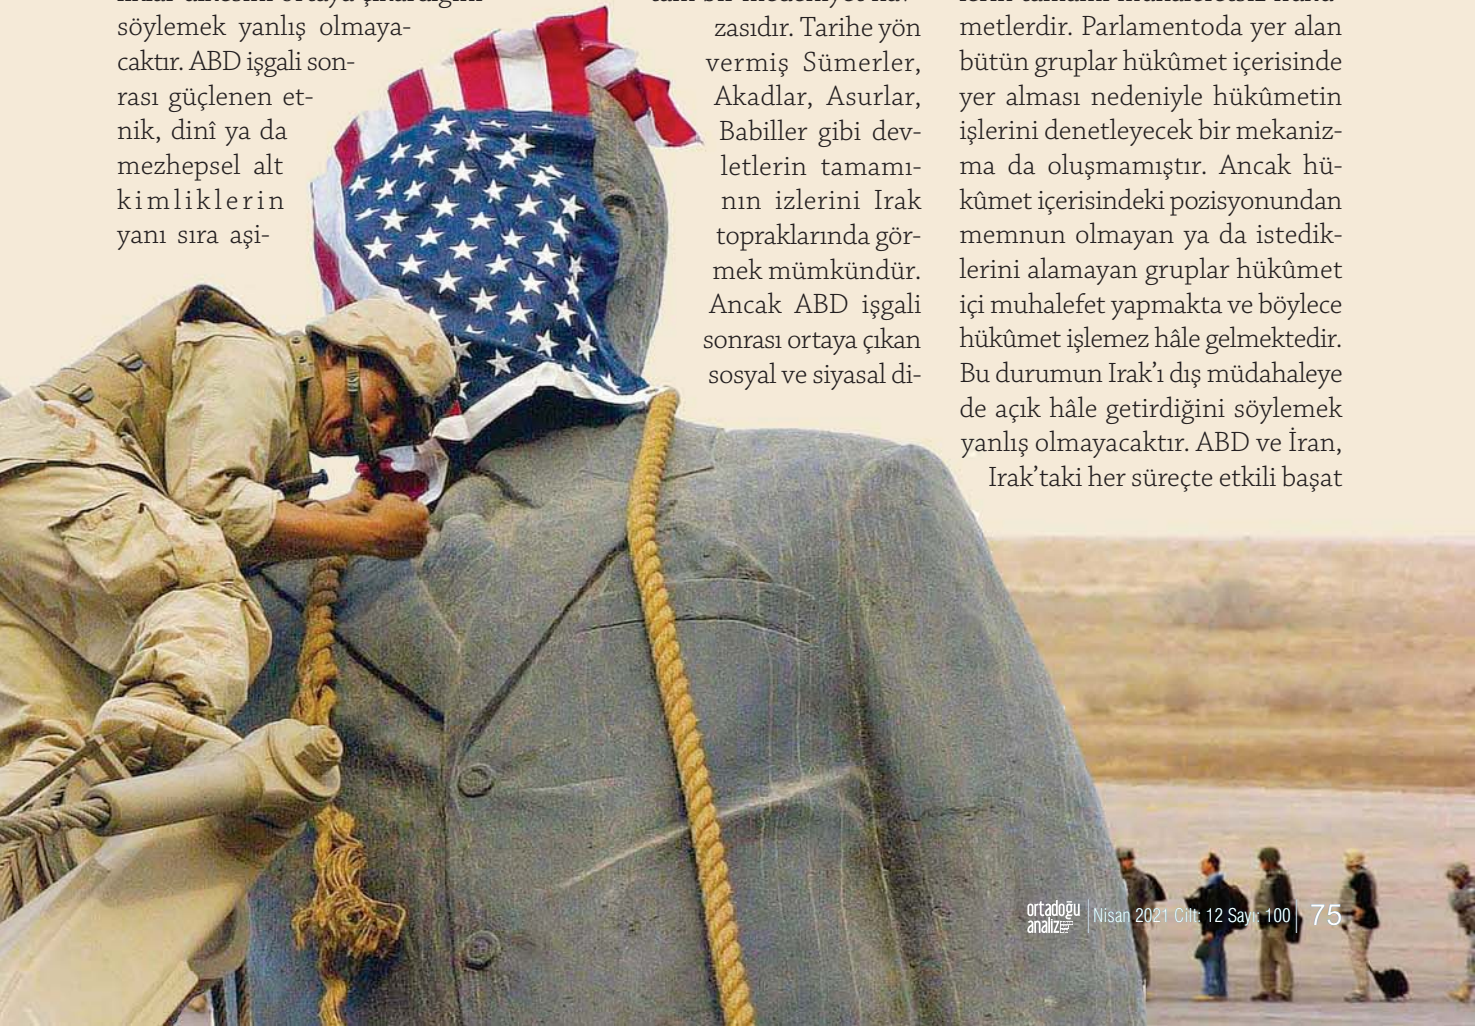 söylemek yanlış olmaya-
caktır. ABD işgali son-
rası güçlenen et-
nik, dinî ya da
mezhepsel alt
kimliklerin
yanı sıra aşi-
zasıdır. Tarihe yön
vermiş Sümerler,
Akadlar, Asurlar,
Babiller gibi dev-
letlerin tamamı-
nın izlerini Irak
topraklarında gör-
mek mümkündür.
Ancak ABD işgali
sonrası ortaya çıkan
sosyal ve siyasal di-
metlerdir. Parlamentoda yer alan
bütün gruplar hükûmet içerisinde
yer alması nedeniyle hükûmetin
işlerini denetleyecek bir mekaniz-
ma da oluşmamıştır. Ancak hü-
kûmet içerisindeki pozisyonundan
memnun olmayan ya da istedik-
lerini alamayan gruplar hükûmet
içi muhalefet yapmakta ve böylece
hükûmet işlemez hâle gelmektedir.
Bu durumun Irak’ı dış müdahaleye
de açık hâle getirdiğini söylemek
yanlış olmayacaktır. ABD ve İran,
Irak’taki her süreçte etkili başat
ortadoğu
analiz
Nisan 2021 Cilt: 12 Sayı: 100 75